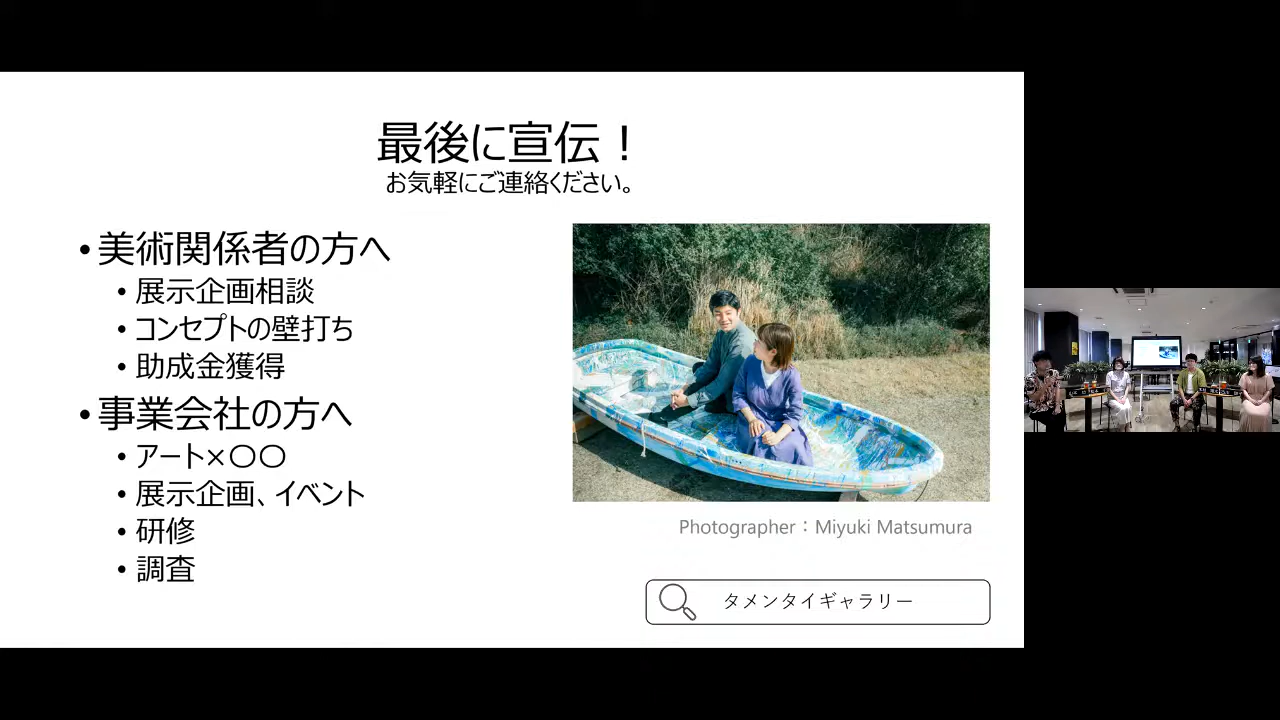 最後に宣伝！
お気軽にご連絡ください。
• 美術関係者の方へ
• 展示企画相談
• コンセプトの壁打ち
• 助成金獲得
• 事業会社の方へ
• アート×〇〇
• 展示企画、イベント
• 研修
• 調査
Photographer：Miyuki Matsumura
タメンタイギャラリー